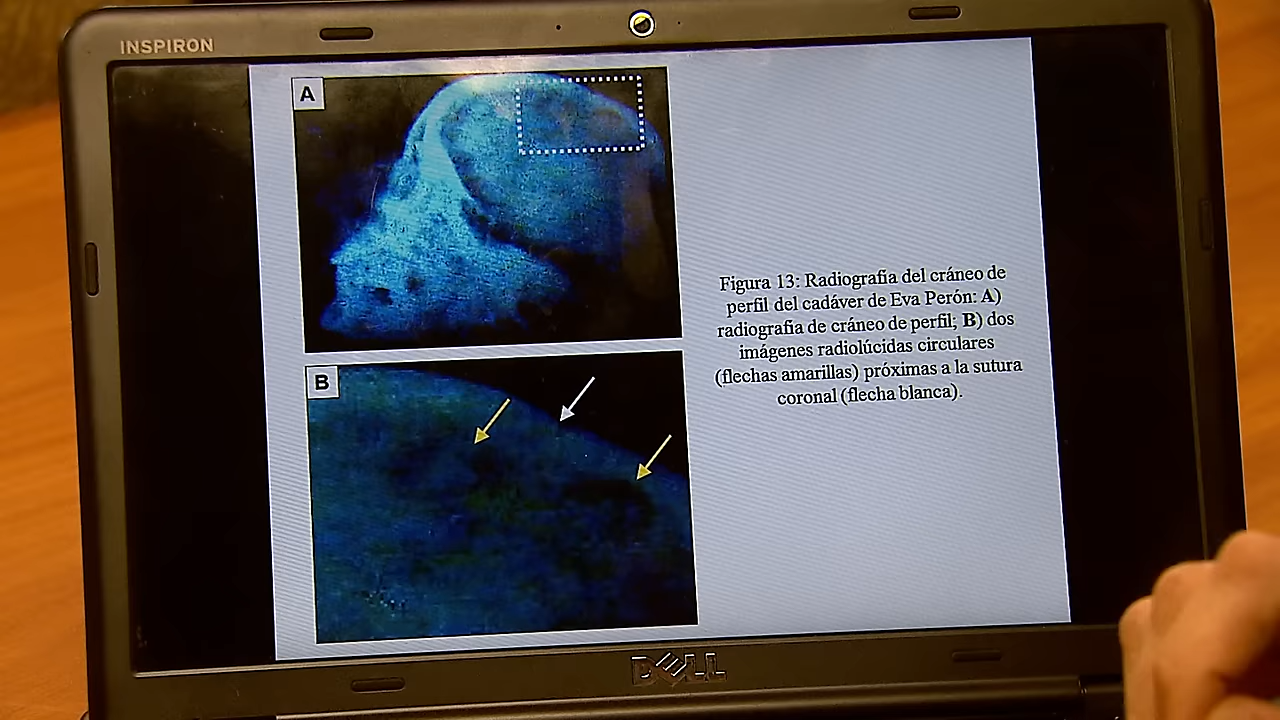 INSPIRON
A
B
Figura 13: Radiografía del cráneo de
perfil del cadáver de Eva Perón: A)
radiografía de cráneo de perfil; B) dos
imágenes radiolúcidas circulares
(flechas amarillas) próximas a la sutura
coronal (flecha blanca).
DELL